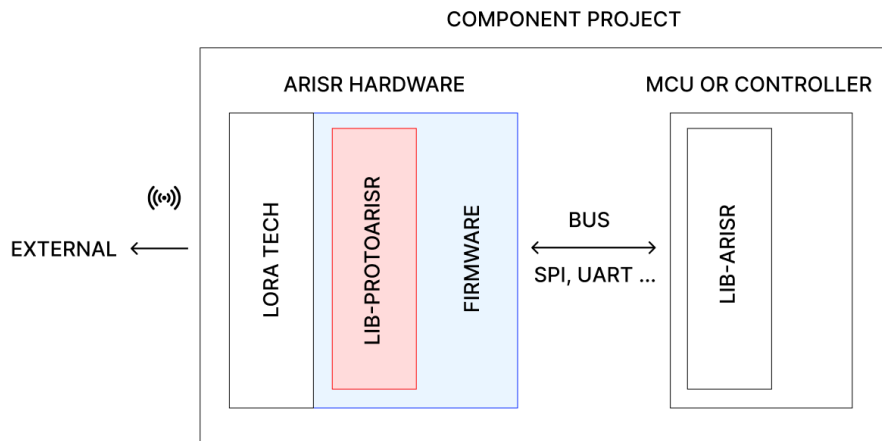 COMPONENT PROJECT
ARISR HARDWARE
MCU OR CONTROLLER
EXTERNAL
LORA TECH
LIB-PROTOARISR
FIRMWARE
BUS
SPI, UART ...
LIB-ARISR